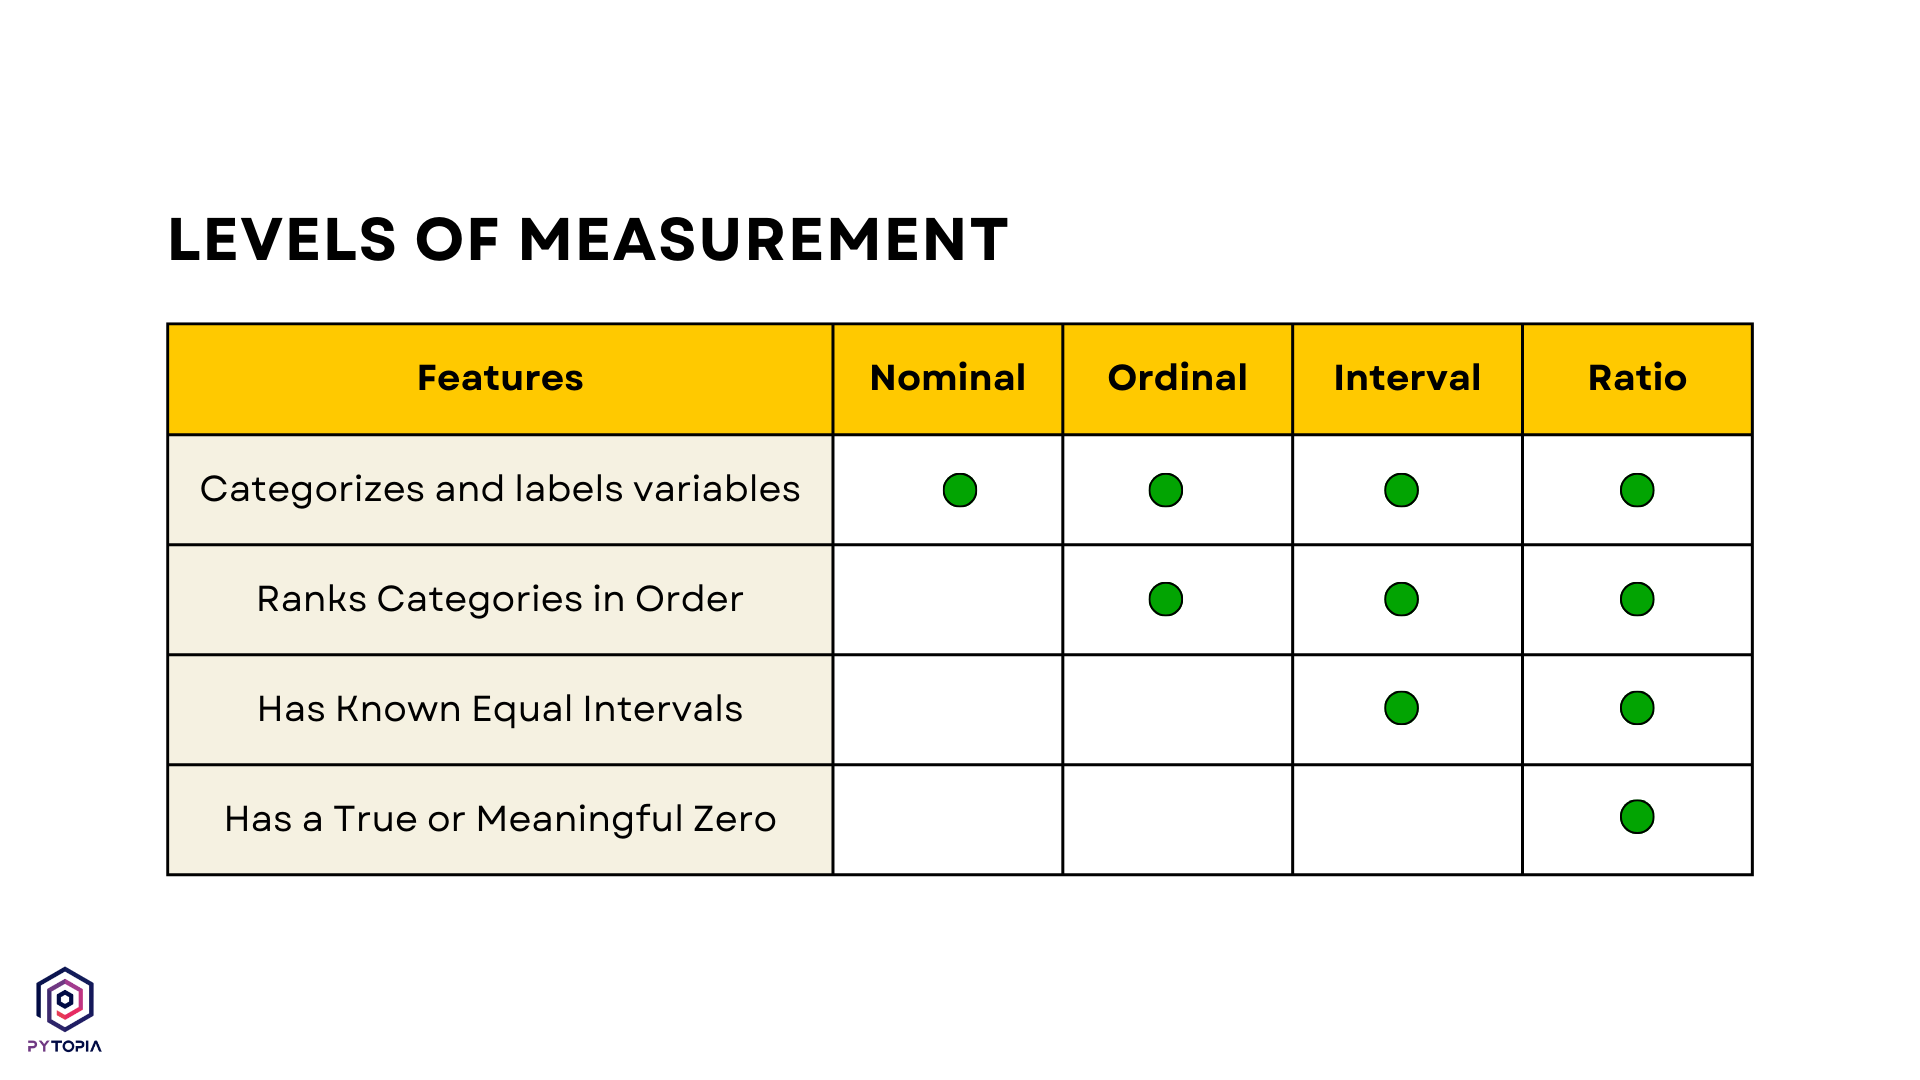 LEVELS OF MEASUREMENT
Features Nominal Ordinal Interval Ratio
Categorizes and labels variables
Ranks Categories in Order
Has Known Equal Intervals
Has a True or Meaningful Zero
PYTOPIA